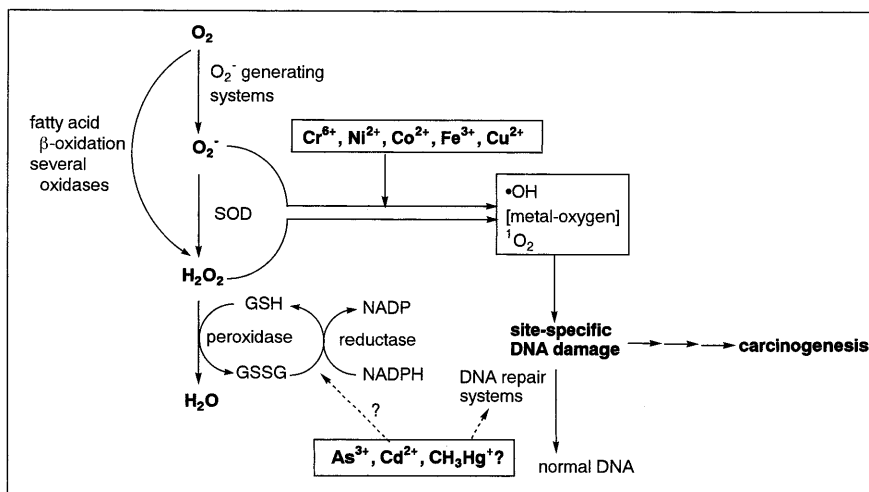 O₂
O₂⁻ generating
systems
fatty acid
β-oxidation
several
oxidases
O₂⁻
Cr⁶⁺, Ni²⁺, Co²⁺, Fe³⁺, Cu²⁺
SOD
•OH
[metal-oxygen]
¹O₂
H₂O₂
GSH
NADP
peroxidase
reductase
GSSG
NADPH
H₂O
?
site-specific
DNA damage
carcinogenesis
DNA repair
systems
As³⁺, Cd²⁺, CH₃Hg⁺?
normal DNA